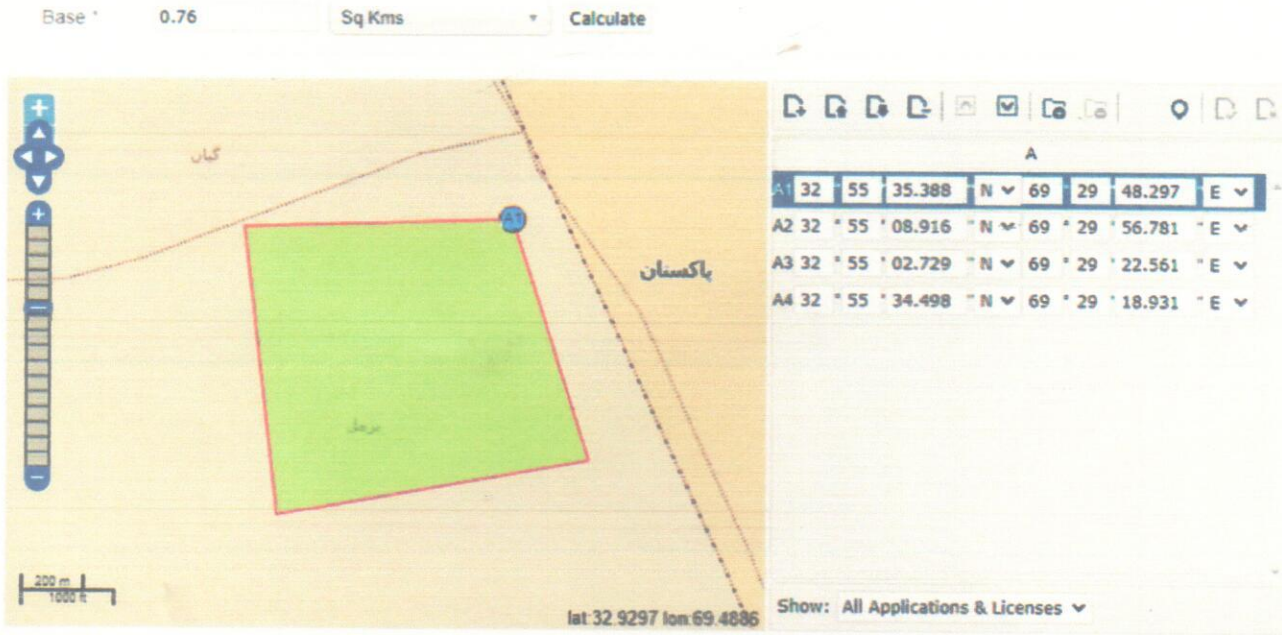 Base * 0.76 Sq Kms Calculate
گیان
پاکستان
برمل
A1
200 m
1000 ft
lat:32.9297 lon:69.4886
A
A1 32 ° 55 ' 35.388 " N 69 ° 29 ' 48.297 " E
A2 32 ° 55 ' 08.916 " N 69 ° 29 ' 56.781 " E
A3 32 ° 55 ' 02.729 " N 69 ° 29 ' 22.561 " E
A4 32 ° 55 ' 34.498 " N 69 ° 29 ' 18.931 " E
Show: All Applications & Licenses